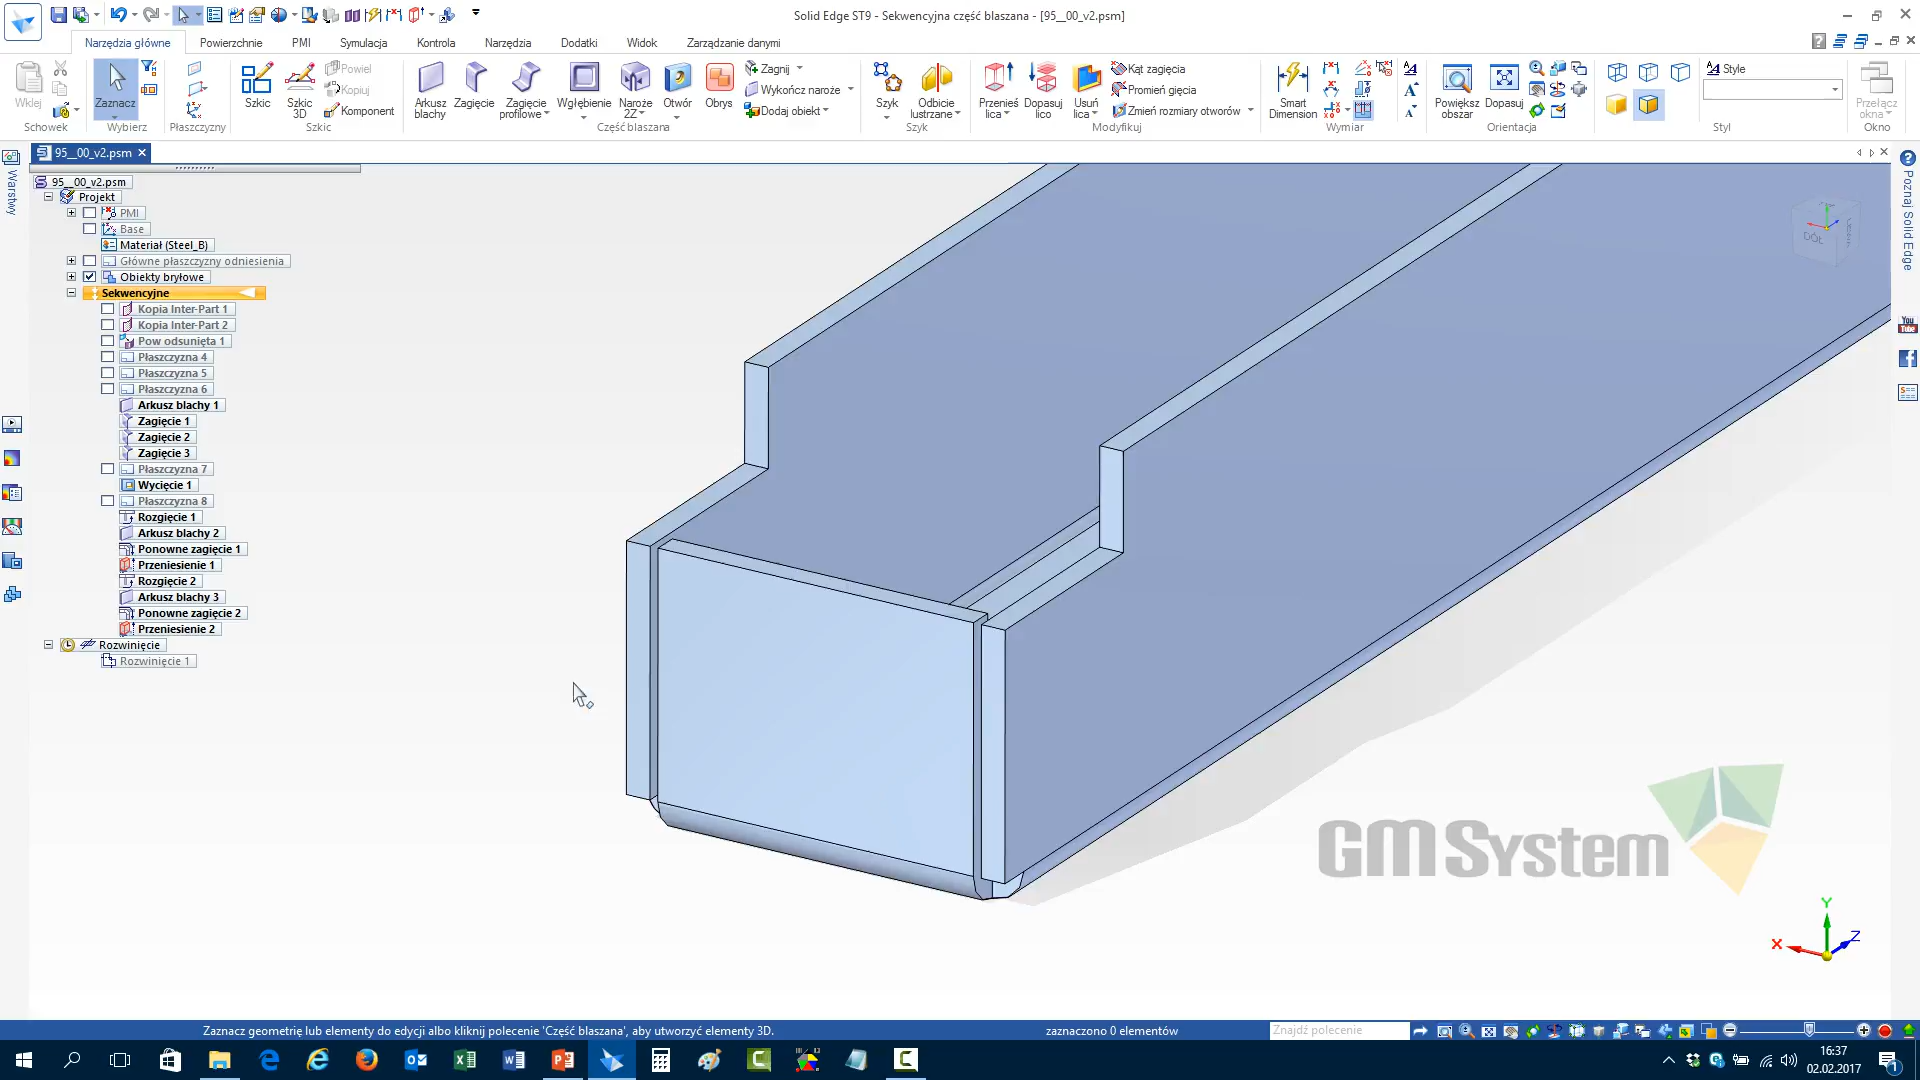 Solid Edge ST9 - Sekwencyjna część blaszana - [95__00_v2.psm]
Narzędzia główne
Powierzchnie
PMI
Symulacja
Kontrola
Narzędzia
Dodatki
Widok
Zarządzanie danymi
Wklej
Schowek
Zaznacz
Wybierz
Płaszczyzny
Szkic
Szkic 3D
Powiel
Kopiuj
Komponent
Szkic
Arkusz blachy
Zagięcie
Zagięcie profilowe
Wgłębienie
Naroże 2Z
Otwór
Obrys
Zagnij
Wykończ naroże
Dodaj obiekt
Część blaszana
Szyk
Odbicie lustrzane
Szyk
Przenieś lica
Dopasuj lico
Usuń lica
Kąt zagięcia
Promień gięcia
Zmień rozmiary otworów
Modyfikuj
Smart Dimension
Wymiar
Powiększ obszar
Dopasuj
Orientacja
Style
Styl
Przełącz okna
Okno
95__00_v2.psm
Warstwy
Poznaj Solid Edge
95__00_v2.psm
Projekt
PMI
Base
Materiał (Steel_B)
Główne płaszczyzny odniesienia
Obiekty bryłowe
Sekwencyjne
Kopia Inter-Part 1
Kopia Inter-Part 2
Pow odsunięta 1
Płaszczyzna 4
Płaszczyzna 5
Płaszczyzna 6
Arkusz blachy 1
Zagięcie 1
Zagięcie 2
Zagięcie 3
Płaszczyzna 7
Wycięcie 1
Płaszczyzna 8
Rozgięcie 1
Arkusz blachy 2
Ponowne zagięcie 1
Przeniesienie 1
Rozgięcie 2
Arkusz blachy 3
Ponowne zagięcie 2
Przeniesienie 2
Rozwinięcie
Rozwinięcie 1
DÓŁ
You Tube
GMSystem
Y
X
Z
Zaznacz geometrię lub elementy do edycji albo kliknij polecenie 'Część blaszana', aby utworzyć elementy 3D.
zaznaczono 0 elementów
Znajdź polecenie
16:37
02.02.2017